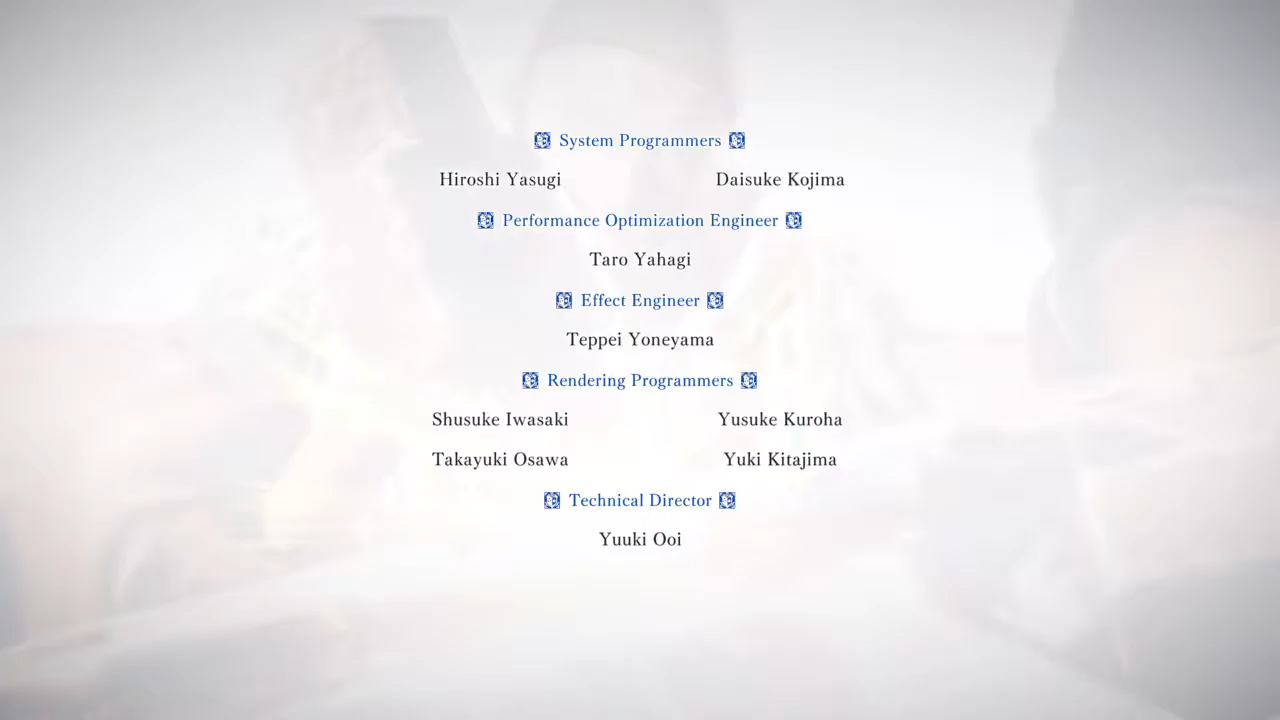 System Programmers
Hiroshi Yasugi Daisuke Kojima
Performance Optimization Engineer
Taro Yahagi
Effect Engineer
Teppei Yoneyama
Rendering Programmers
Shusuke Iwasaki Yusuke Kuroha
Takayuki Osawa Yuki Kitajima
Technical Director
Yuuki Ooi